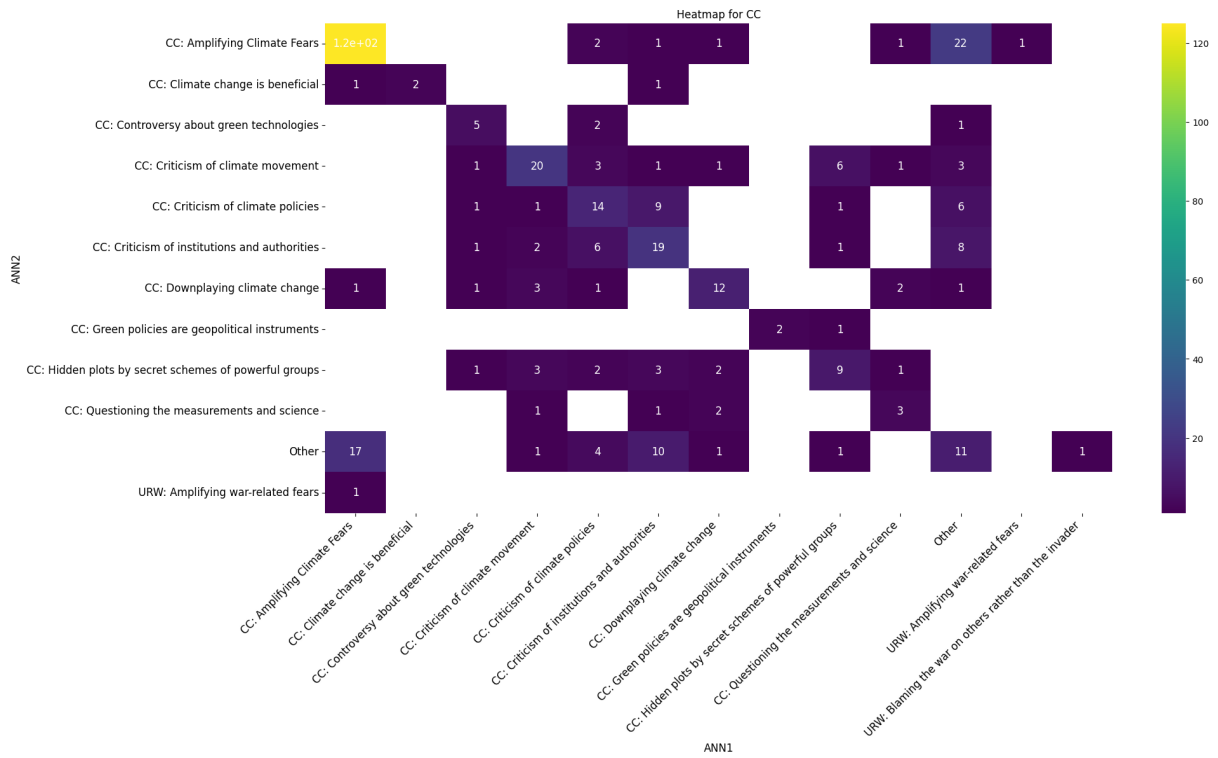 Heatmap for CC
CC: Amplifying Climate Fears 1.2e+02 2 1 1 1 22 1
CC: Climate change is beneficial 1 2 1
CC: Controversy about green technologies 5 2 1
CC: Criticism of climate movement 1 20 3 1 1 6 1 3
CC: Criticism of climate policies 1 1 14 9 1 6
CC: Criticism of institutions and authorities 1 2 6 19 1 8
CC: Downplaying climate change 1 1 3 1 12 2 1
CC: Green policies are geopolitical instruments 2 1
CC: Hidden plots by secret schemes of powerful groups 1 3 2 3 2 9 1
CC: Questioning the measurements and science 1 1 2 3
Other 17 1 4 10 1 1 11 1
URW: Amplifying war-related fears 1
ANN2
CC: Amplifying Climate Fears
CC: Climate change is beneficial
CC: Controversy about green technologies
CC: Criticism of climate movement
CC: Criticism of climate policies
CC: Criticism of institutions and authorities
CC: Downplaying climate change
CC: Green policies are geopolitical instruments
CC: Hidden plots by secret schemes of powerful groups
CC: Questioning the measurements and science
Other
URW: Amplifying war-related fears
URW: Blaming the war on others rather than the invader
ANN1
120
100
80
60
40
20